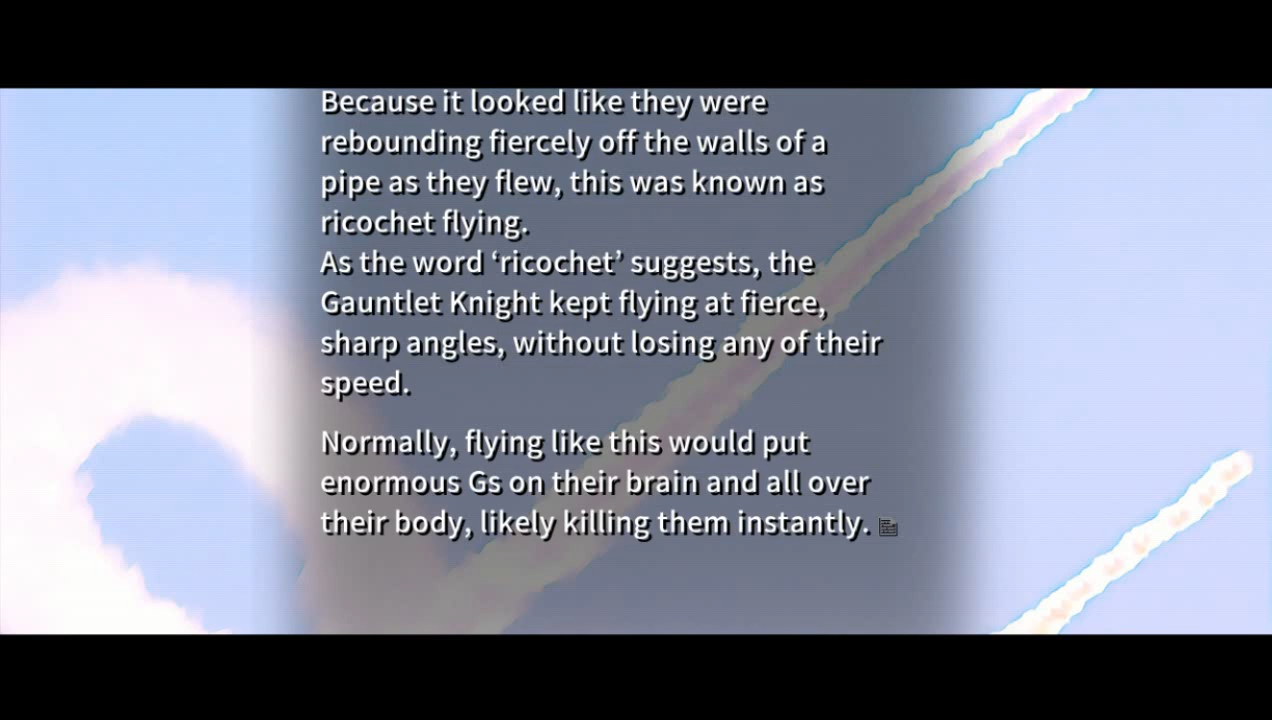 Because it looked like they were
rebounding fiercely off the walls of a
pipe as they flew, this was known as
ricochet flying.
As the word ‘ricochet’ suggests, the
Gauntlet Knight kept flying at fierce,
sharp angles, without losing any of their
speed.
Normally, flying like this would put
enormous Gs on their brain and all over
their body, likely killing them instantly.